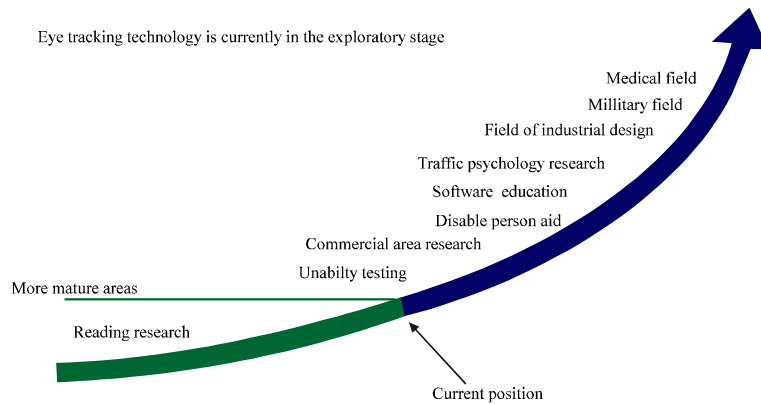 Eye tracking technology is currently in the exploratory stage
Medical field
Millitary field
Field of industrial design
Traffic psychology research
Software education
Disable person aid
Commercial area research
Unabilty testing
More mature areas
Reading research
Current position